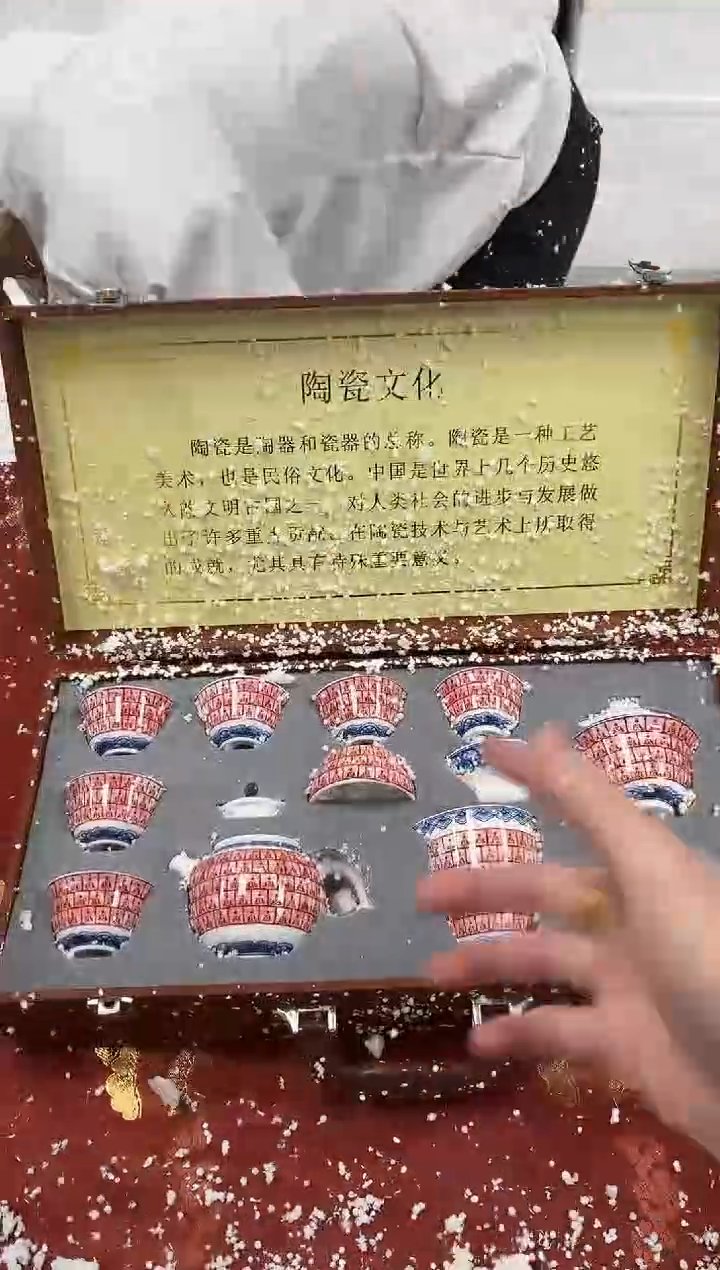 陶瓷文化
陶瓷是陶器和瓷器的总称。陶瓷是一种工艺
美术，也是民俗文化。中国是世界上几个历史悠
久的文明古国之一，对人类社会的进步与发展做
出了许多重大贡献。在陶瓷技术与艺术上所取得
的成就，尤其具有特殊重要意义。